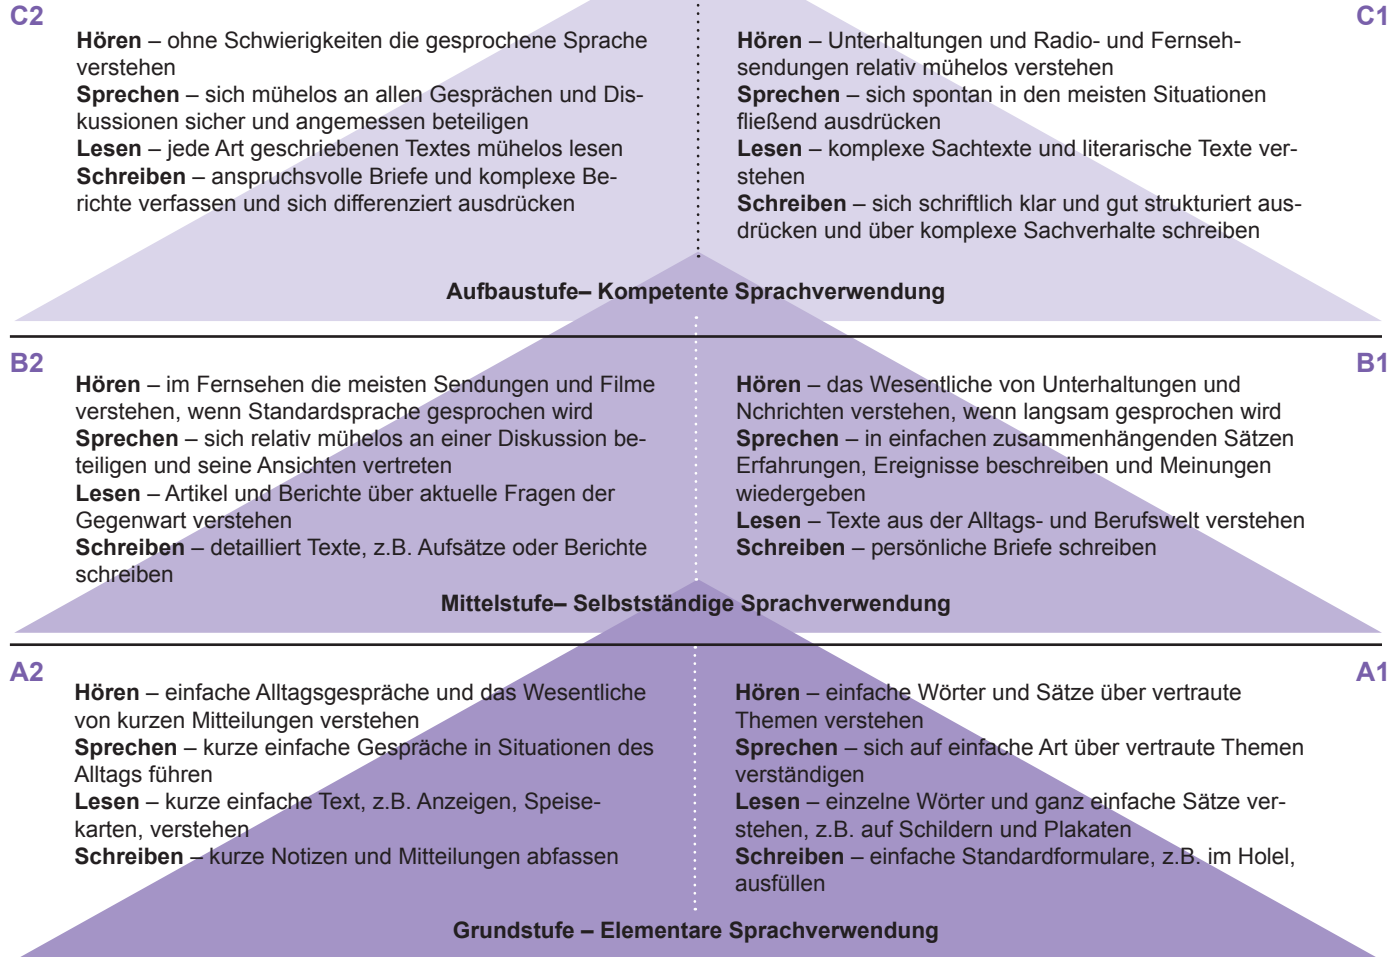 C2
Hören – ohne Schwierigkeiten die gesprochene Sprache
verstehen
Sprechen – sich mühelos an allen Gesprächen und Dis-
kussionen sicher und angemessen beteiligen
Lesen – jede Art geschriebenen Textes mühelos lesen
Schreiben – anspruchsvolle Briefe und komplexe Be-
richte verfassen und sich differenziert ausdrücken
C1
Hören – Unterhaltungen und Radio- und Fernseh-
sendungen relativ mühelos verstehen
Sprechen – sich spontan in den meisten Situationen
fließend ausdrücken
Lesen – komplexe Sachtexte und literarische Texte ver-
stehen
Schreiben – sich schriftlich klar und gut strukturiert aus-
drücken und über komplexe Sachverhalte schreiben
Aufbaustufe– Kompetente Sprachverwendung
B2
Hören – im Fernsehen die meisten Sendungen und Filme
verstehen, wenn Standardsprache gesprochen wird
Sprechen – sich relativ mühelos an einer Diskussion be-
teiligen und seine Ansichten vertreten
Lesen – Artikel und Berichte über aktuelle Fragen der
Gegenwart verstehen
Schreiben – detailliert Texte, z.B. Aufsätze oder Berichte
schreiben
B1
Hören – das Wesentliche von Unterhaltungen und
Nchrichten verstehen, wenn langsam gesprochen wird
Sprechen – in einfachen zusammenhängenden Sätzen
Erfahrungen, Ereignisse beschreiben und Meinungen
wiedergeben
Lesen – Texte aus der Alltags- und Berufswelt verstehen
Schreiben – persönliche Briefe schreiben
Mittelstufe– Selbstständige Sprachverwendung
A2
Hören – einfache Alltagsgespräche und das Wesentliche
von kurzen Mitteilungen verstehen
Sprechen – kurze einfache Gespräche in Situationen des
Alltags führen
Lesen – kurze einfache Text, z.B. Anzeigen, Speise-
karten, verstehen
Schreiben – kurze Notizen und Mitteilungen abfassen
A1
Hören – einfache Wörter und Sätze über vertraute
Themen verstehen
Sprechen – sich auf einfache Art über vertraute Themen
verständigen
Lesen – einzelne Wörter und ganz einfache Sätze ver-
stehen, z.B. auf Schildern und Plakaten
Schreiben – einfache Standardformulare, z.B. im Holel,
ausfüllen
Grundstufe – Elementare Sprachverwendung